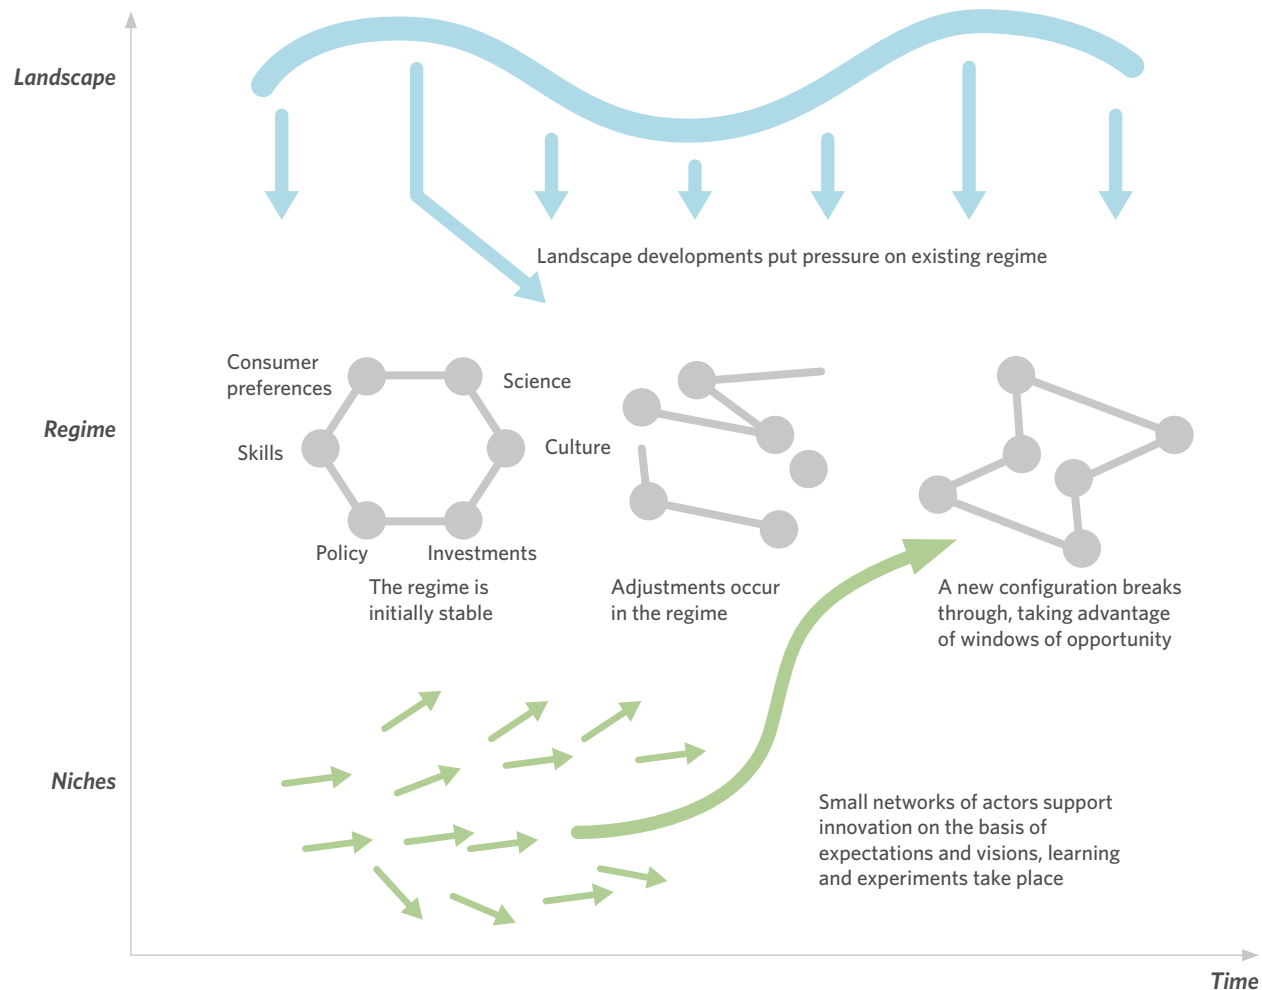 Landscape
Landscape developments put pressure on existing regime
Consumer
preferences
Science
Regime
Skills
Culture
Policy
Investments
The regime is
initially stable
Adjustments occur
in the regime
A new configuration breaks
through, taking advantage
of windows of opportunity
Niches
Small networks of actors support
innovation on the basis of
expectations and visions, learning
and experiments take place
Time